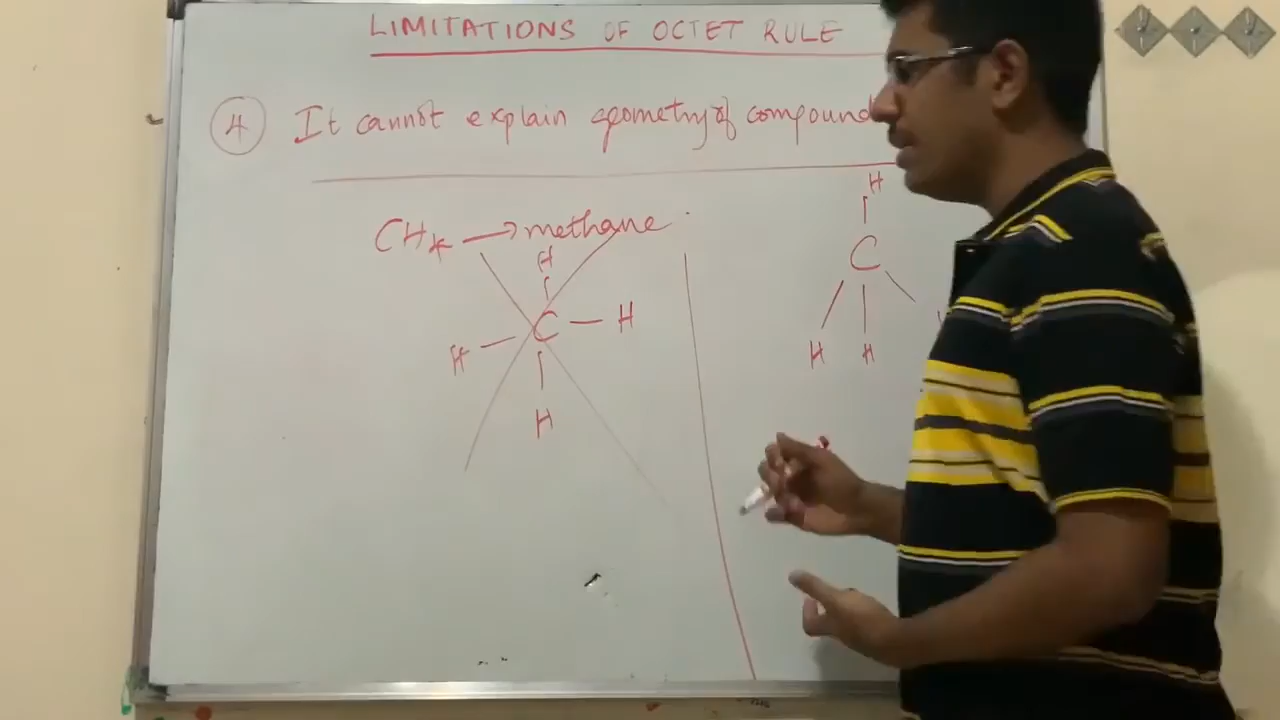 LIMITATIONS OF OCTET RULE
4 It cannot explain geometry of compound
CH4 → methane
H
H — C — H
H
H
C
H H